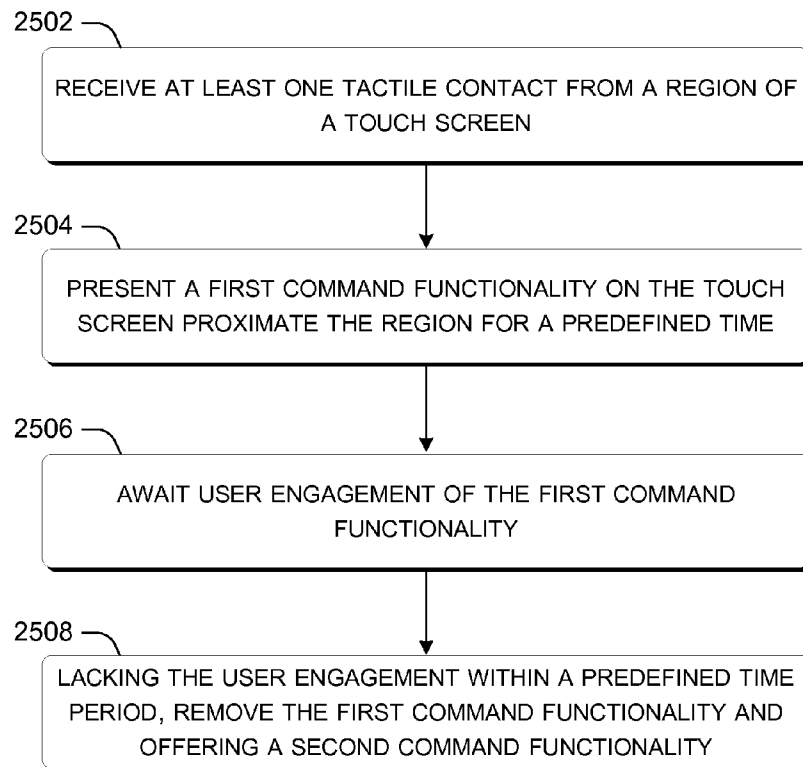 2502
RECEIVE AT LEAST ONE TACTILE CONTACT FROM A REGION OF
A TOUCH SCREEN
2504
PRESENT A FIRST COMMAND FUNCTIONALITY ON THE TOUCH
SCREEN PROXIMATE THE REGION FOR A PREDEFINED TIME
2506
AWAIT USER ENGAGEMENT OF THE FIRST COMMAND
FUNCTIONALITY
2508
LACKING THE USER ENGAGEMENT WITHIN A PREDEFINED TIME
PERIOD, REMOVE THE FIRST COMMAND FUNCTIONALITY AND
OFFERING A SECOND COMMAND FUNCTIONALITY